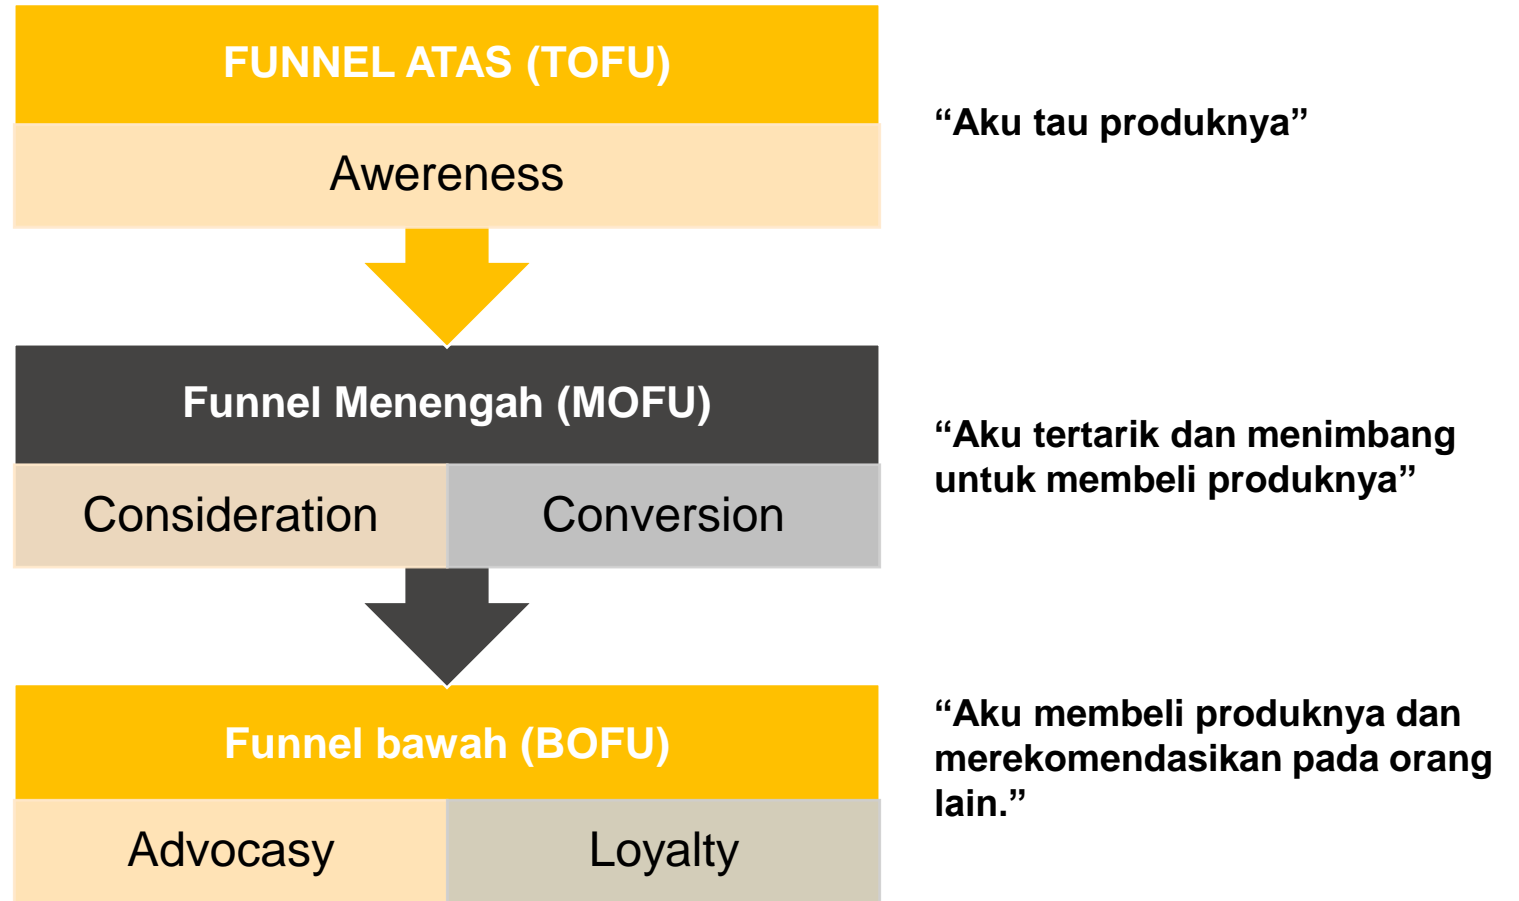 FUNNEL ATAS (TOFU)
Awereness
“Aku tau produknya”
Funnel Menengah (MOFU)
Consideration
Conversion
“Aku tertarik dan menimbang
untuk membeli produknya”
Funnel bawah (BOFU)
Advocasy
Loyalty
“Aku membeli produknya dan
merekomendasikan pada orang
lain.”